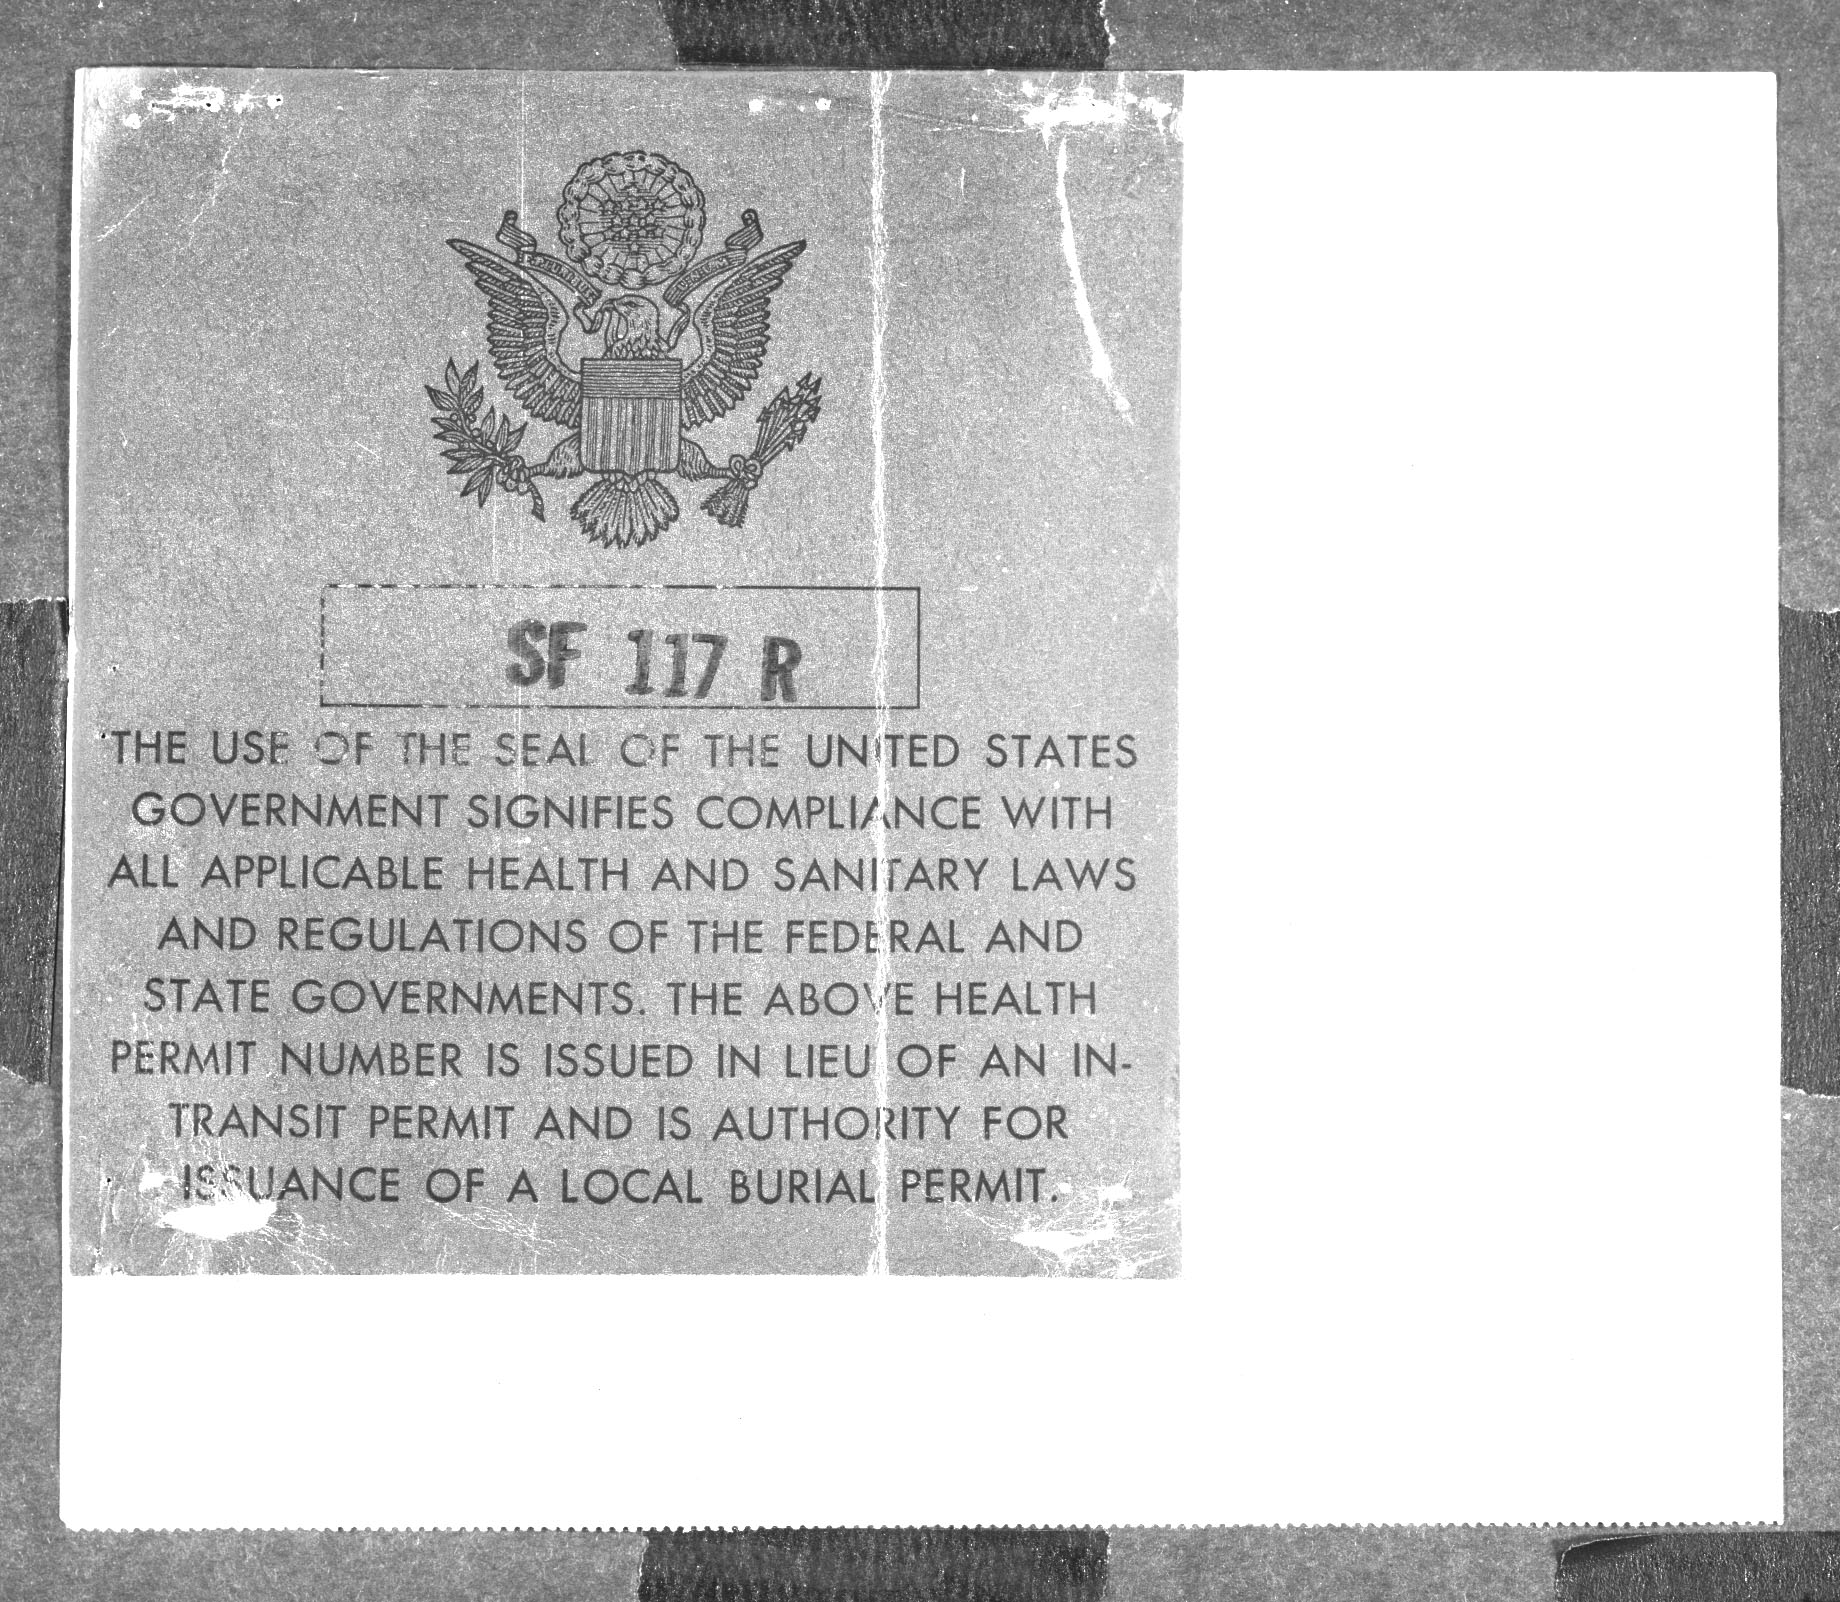 SF 117 R
THE USE OF THE SEAL OF THE UNITED STATES
GOVERNMENT SIGNIFIES COMPLIANCE WITH
ALL APPLICABLE HEALTH AND SANITARY LAWS
AND REGULATIONS OF THE FEDERAL AND
STATE GOVERNMENTS. THE ABOVE HEALTH
PERMIT NUMBER IS ISSUED IN LIEU OF AN IN-
TRANSIT PERMIT AND IS AUTHORITY FOR
ISSUANCE OF A LOCAL BURIAL PERMIT.